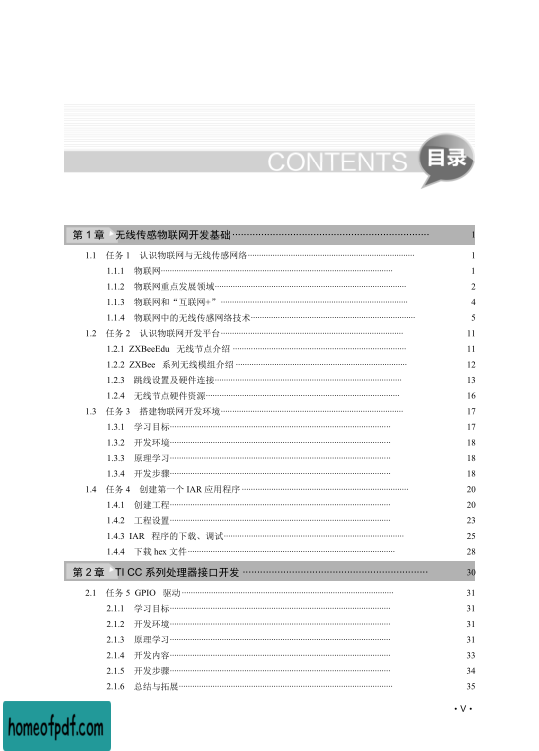 CONTENTS 目录
第 1 章 无线传感物联网开发基础 1
1.1 任务 1 认识物联网与无线传感网络 1
1.1.1 物联网 1
1.1.2 物联网重点发展领域 2
1.1.3 物联网和“互联网+” 4
1.1.4 物联网中的无线传感网络技术 5
1.2 任务 2 认识物联网开发平台 11
1.2.1 ZXBeeEdu 无线节点介绍 11
1.2.2 ZXBee 系列无线模组介绍 12
1.2.3 跳线设置及硬件连接 13
1.2.4 无线节点硬件资源 16
1.3 任务 3 搭建物联网开发环境 17
1.3.1 学习目标 17
1.3.2 开发环境 18
1.3.3 原理学习 18
1.3.4 开发步骤 18
1.4 任务 4 创建第一个 IAR 应用程序 20
1.4.1 创建工程 20
1.4.2 工程设置 23
1.4.3 IAR 程序的下载、调试 25
1.4.4 下载 hex 文件 28
第 2 章 TI CC 系列处理器接口开发 30
2.1 任务 5 GPIO 驱动 31
2.1.1 学习目标 31
2.1.2 开发环境 31
2.1.3 原理学习 31
2.1.4 开发内容 33
2.1.5 开发步骤 34
2.1.6 总结与拓展 35
·V·
homeofpdf.com